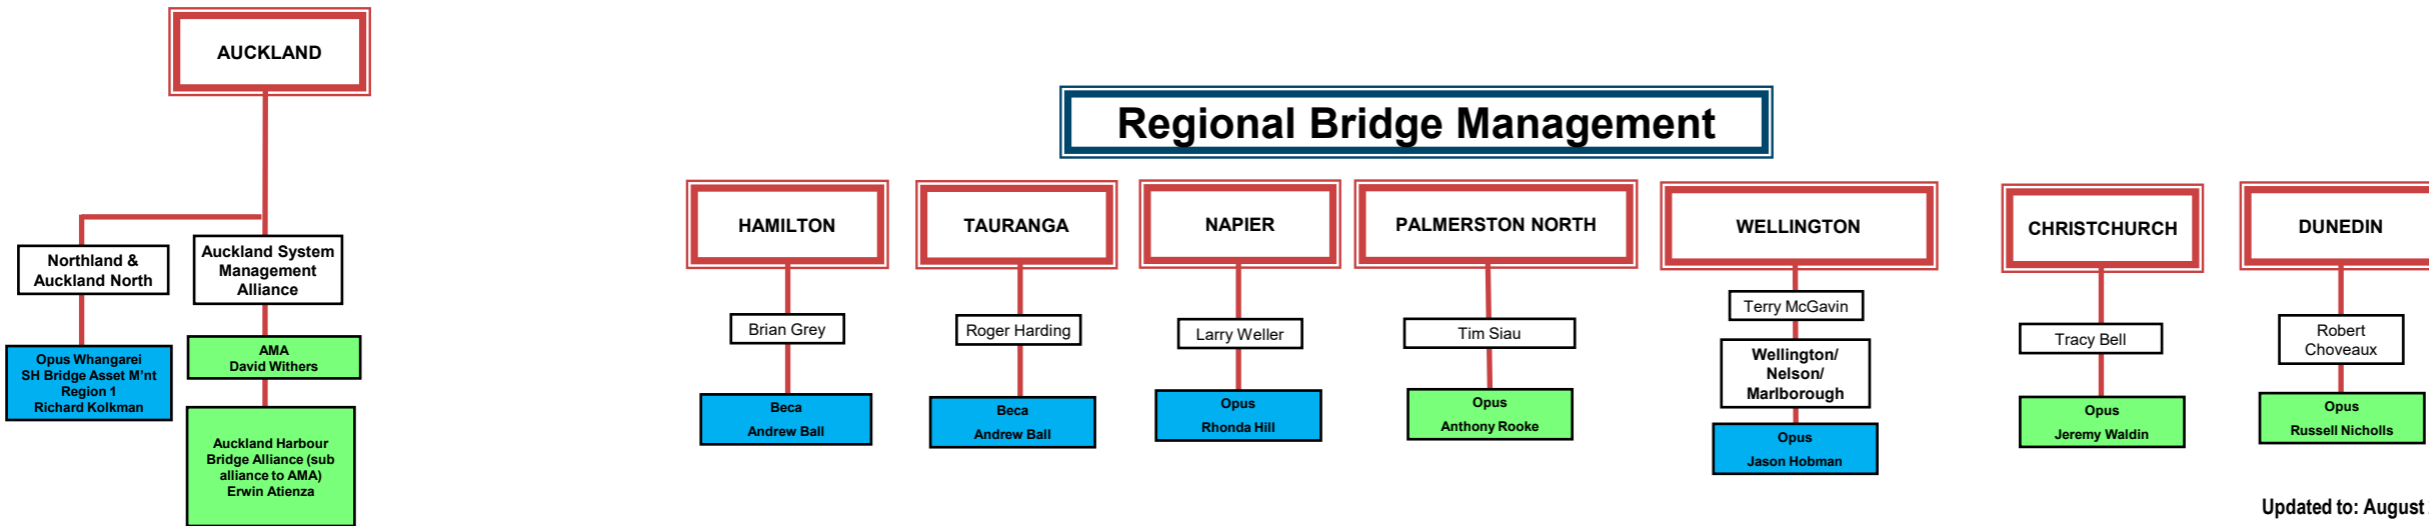 AUCKLAND
Regional Bridge Management
Northland &
Auckland North
Auckland System
Management
Alliance
Opus Whangarei
SH Bridge Asset M’nt
Region 1
Richard Kolkman
AMA
David Withers
Auckland Harbour
Bridge Alliance (sub
alliance to AMA)
Erwin Atienza
HAMILTON
Brian Grey
Beca
Andrew Ball
TAURANGA
Roger Harding
Beca
Andrew Ball
NAPIER
Larry Weller
Opus
Rhonda Hill
PALMERSTON NORTH
Tim Siau
Opus
Anthony Rooke
WELLINGTON
Terry McGavin
Wellington/
Nelson/
Marlborough
Opus
Jason Hobman
CHRISTCHURCH
Tracy Bell
Opus
Jeremy Waldin
DUNEDIN
Robert
Choveaux
Opus
Russell Nicholls
Updated to: August